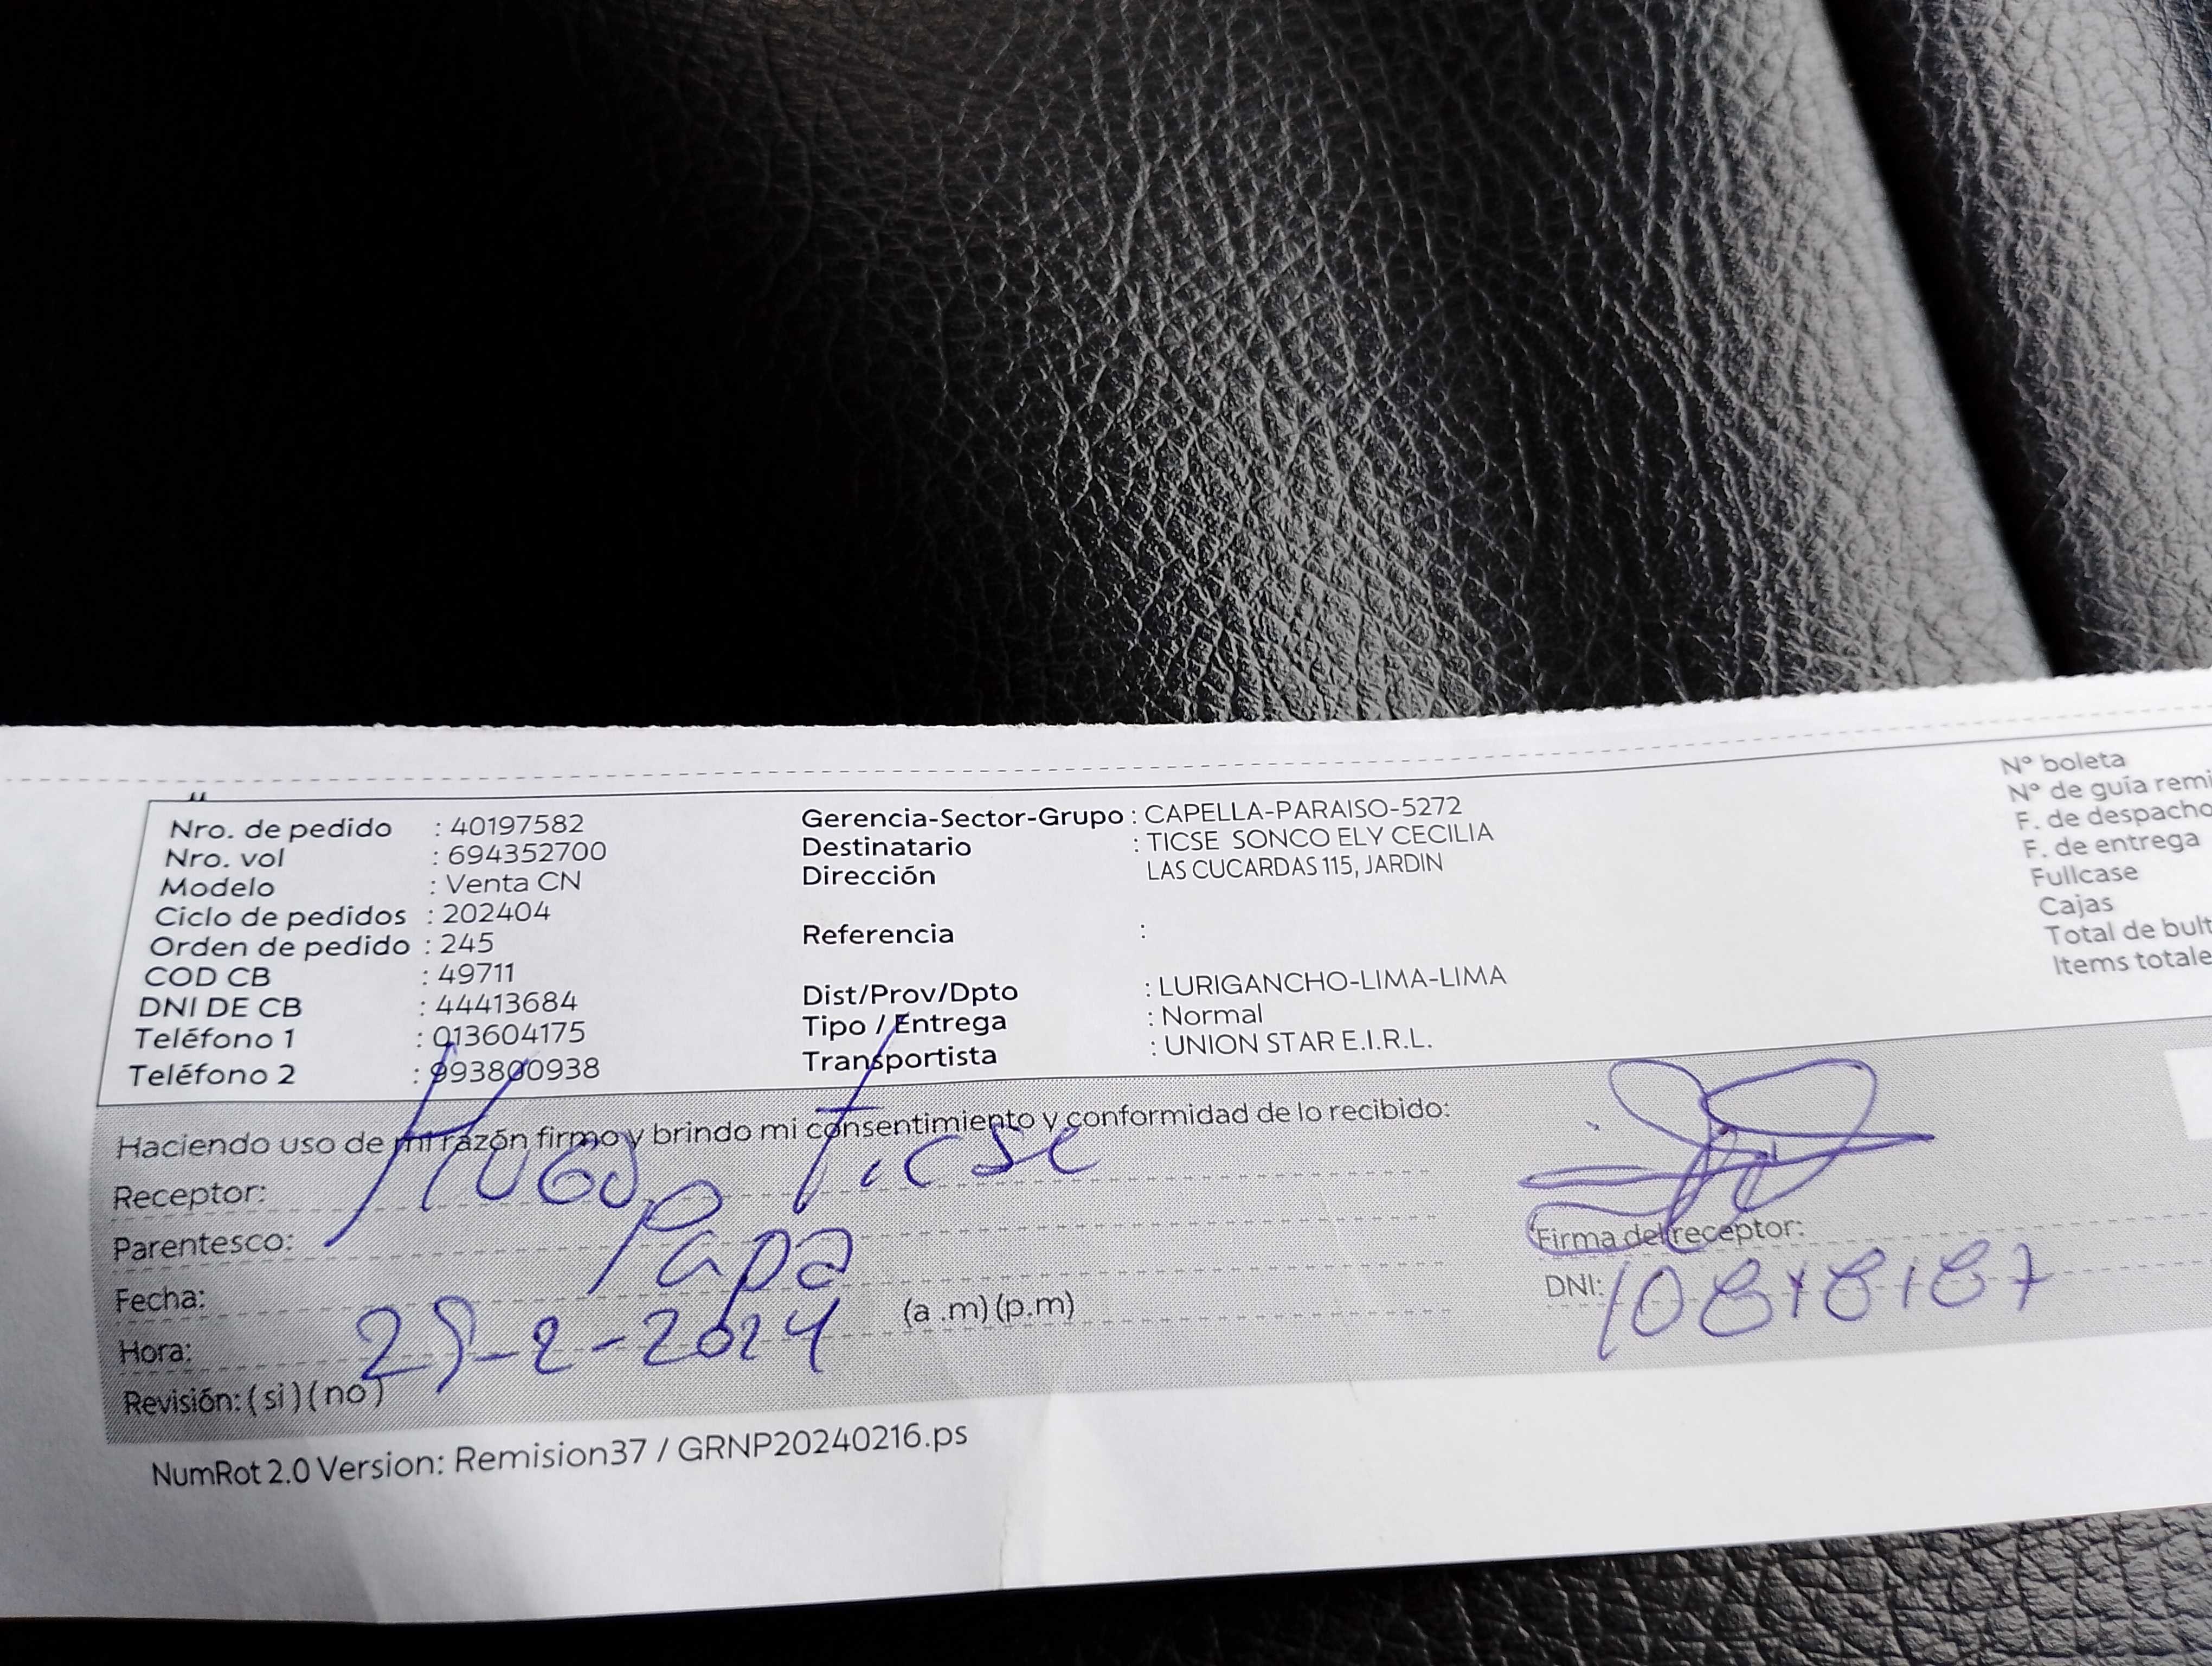 Nro. de pedido : 40197582
Nro. vol : 694352700
Modelo : Venta CN
Ciclo de pedidos : 202404
Orden de pedido : 245
COD CB : 49711
DNI DE CB : 44413684
Teléfono 1 : 013604175
Teléfono 2 : 993800938
Gerencia-Sector-Grupo : CAPELLA-PARAISO-5272
Destinatario : TICSE SONCO ELY CECILIA
Dirección LAS CUCARDAS 115, JARDIN
Referencia :
Dist/Prov/Dpto : LURIGANCHO-LIMA-LIMA
Tipo / Entrega : Normal
Transportista : UNION STAR E.I.R.L.
N° boleta
N° de guía remi
F. de despacho
F. de entrega
Fullcase
Cajas
Total de bult
Items totale
Haciendo uso de mi razón firmo y brindo mi consentimiento y conformidad de lo recibido:
Receptor: Hugo Ticse
Parentesco: Papa
Fecha: (a .m) (p.m)
Hora: -2-2024
Revisión: ( si ) ( no )
Firma del receptor:
DNI:
NumRot 2.0 Version: Remision37 / GRNP20240216.ps